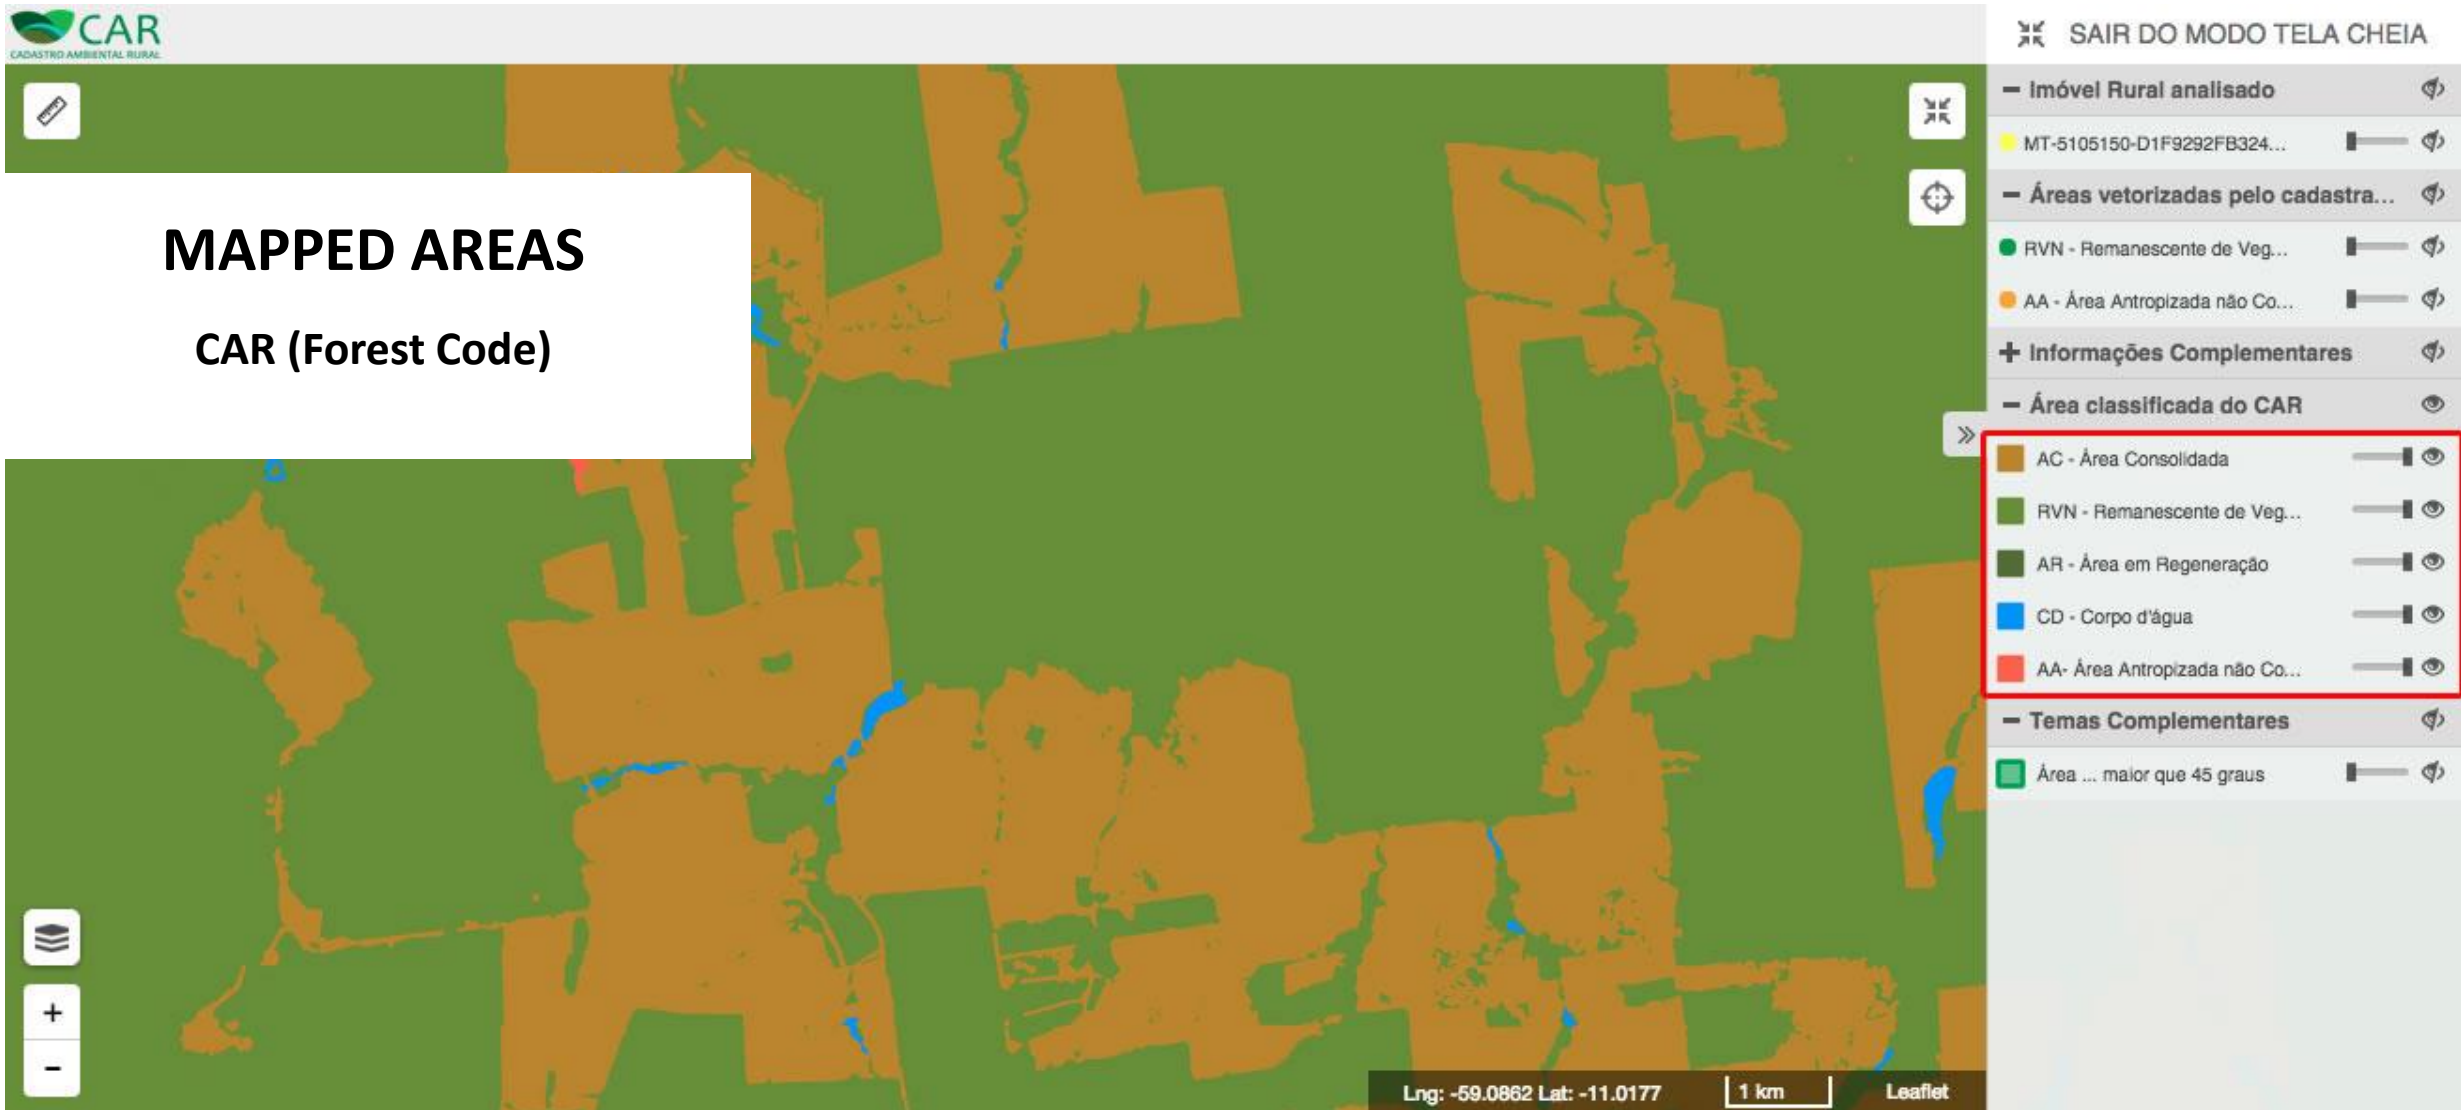 CAR
CADASTRO AMBIENTAL RURAL
SAIR DO MODO TELA CHEIA
MAPPED AREAS
CAR (Forest Code)
Imóvel Rural analisado
MT-5105150-D1F9292FB324...
Áreas vetorizadas pelo cadastra...
RVN - Remanescente de Veg...
AA - Área Antropizada não Co...
Informações Complementares
Área classificada do CAR
AC - Área Consolidada
RVN - Remanescente de Veg...
AR - Área em Regeneração
CD - Corpo d'água
AA- Área Antropizada não Co...
Temas Complementares
Área ... maior que 45 graus
+
-
Lng: -59.0862 Lat: -11.0177
1 km
Leaflet